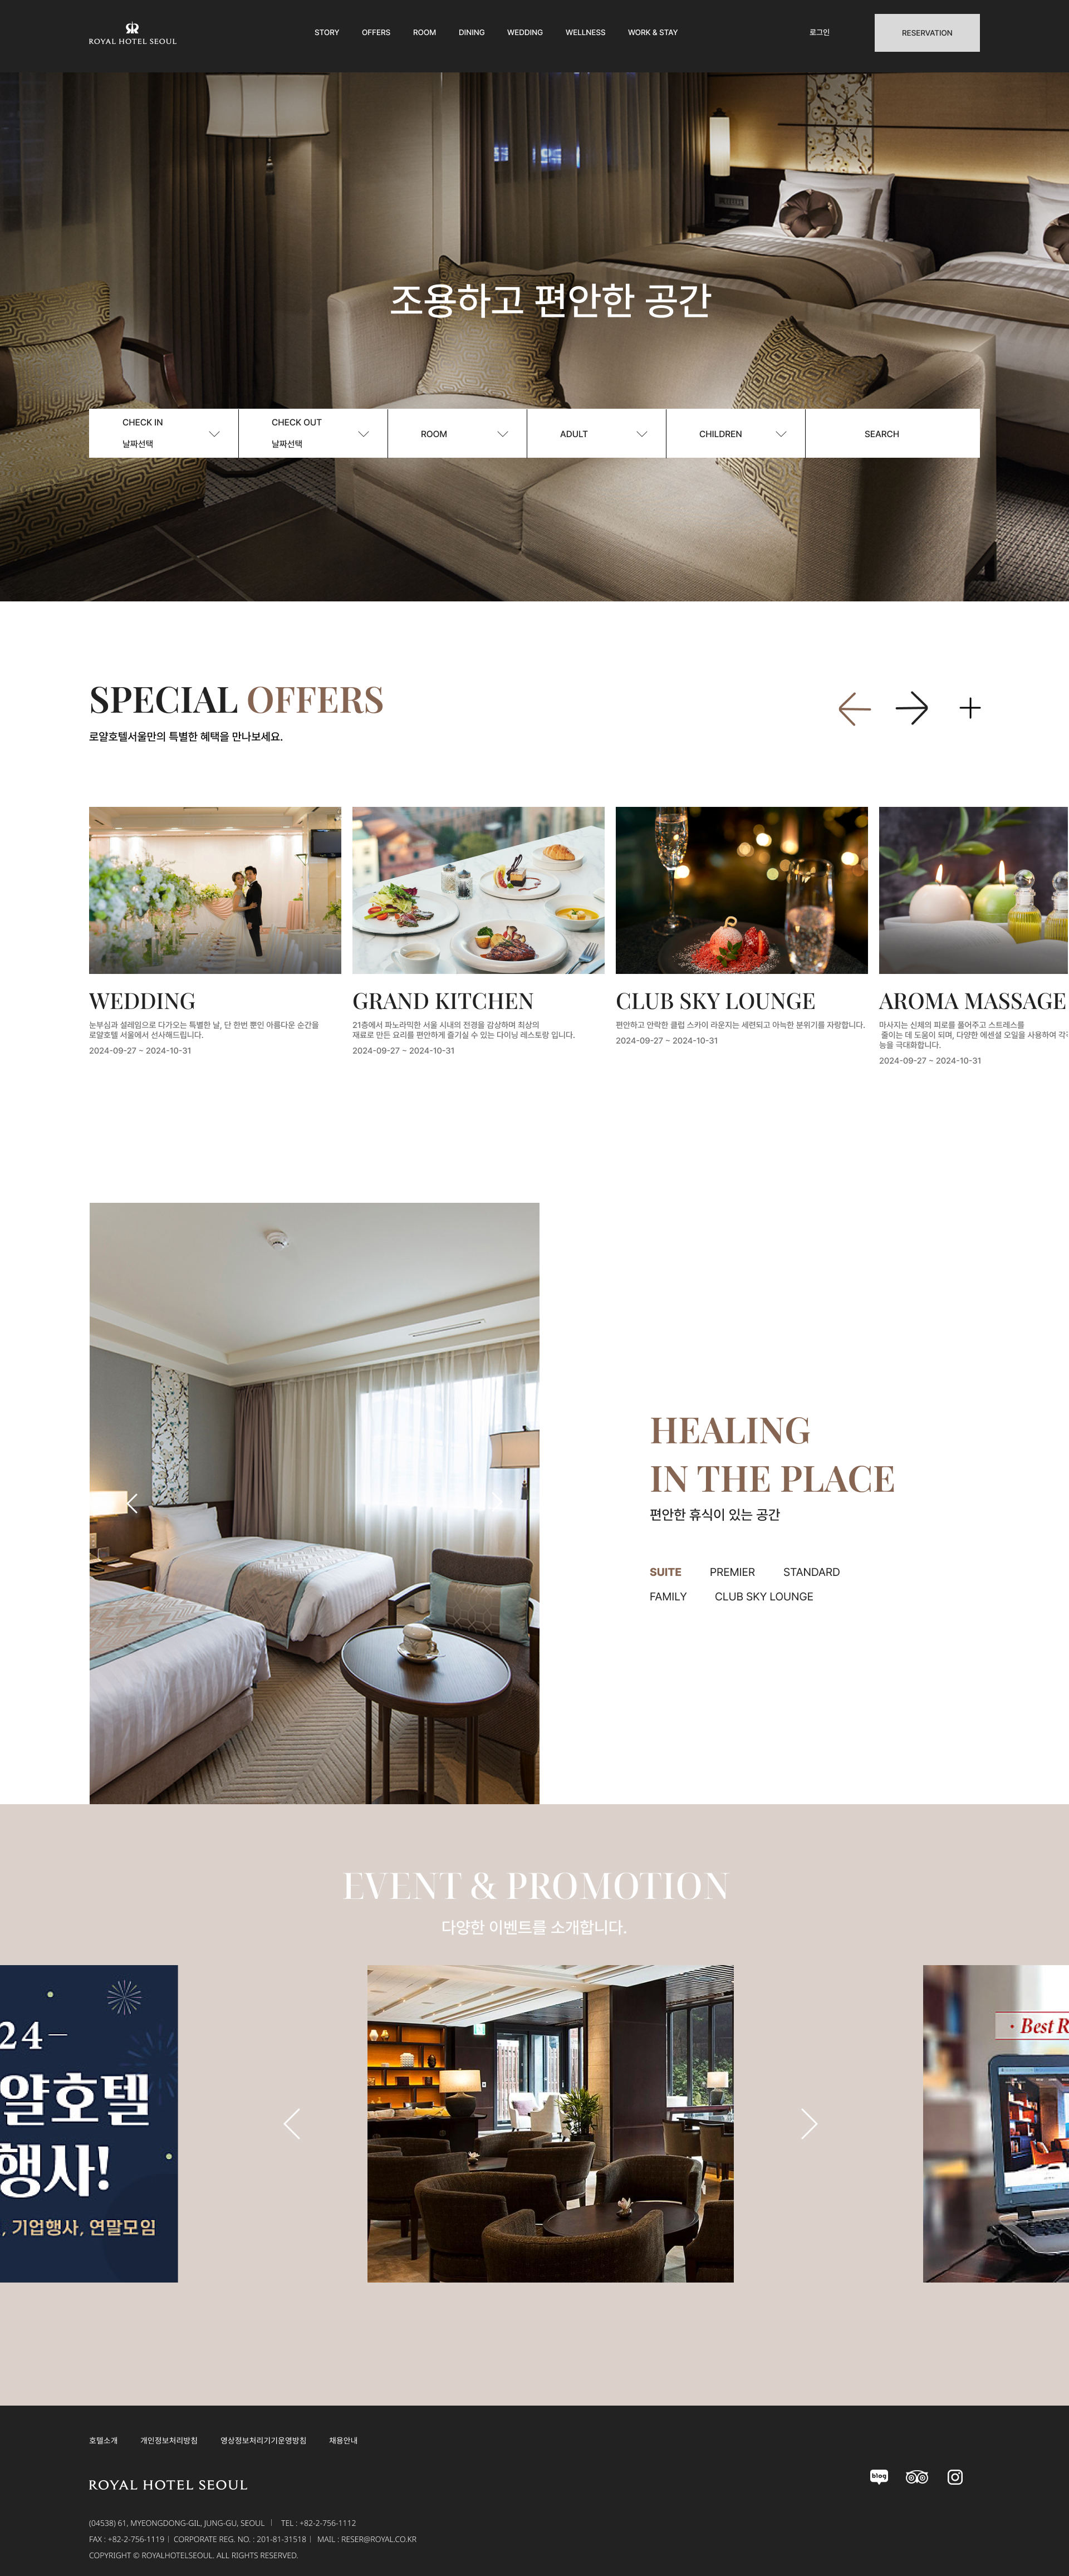 ROYAL HOTEL SEOUL
STORY OFFERS ROOM DINING WEDDING WELLNESS WORK & STAY 로그인 RESERVATION
조용하고 편안한 공간
CHECK IN
날짜선택
CHECK OUT
날짜선택
ROOM
ADULT
CHILDREN
SEARCH
SPECIAL OFFERS
로얄호텔서울만의 특별한 혜택을 만나보세요.
WEDDING
눈부심과 설레임으로 다가오는 특별한 날, 단 한번 뿐인 아름다운 순간을
로얄호텔 서울에서 선사해드립니다.
2024-09-27 ~ 2024-10-31
GRAND KITCHEN
21층에서 파노라믹한 서울 시내의 전경을 감상하며 최상의
재료로 만든 요리를 편안하게 즐기실 수 있는 다이닝 레스토랑 입니다.
2024-09-27 ~ 2024-10-31
CLUB SKY LOUNGE
편안하고 안락한 클럽 스카이 라운지는 세련되고 아늑한 분위기를 자랑합니다.
2024-09-27 ~ 2024-10-31
AROMA MASSAGE
마사지는 신체의 피로를 풀어주고 스트레스를
줄이는 데 도움이 되며, 다양한 에센셜 오일을 사용하여 각
능을 극대화합니다.
2024-09-27 ~ 2024-10-31
HEALING
IN THE PLACE
편안한 휴식이 있는 공간
SUITE PREMIER STANDARD
FAMILY CLUB SKY LOUNGE
EVENT & PROMOTION
다양한 이벤트를 소개합니다.
24
얄호텔
행사!
, 기업행사, 연말모임
· Best R
호텔소개 개인정보처리방침 영상정보처리기기운영방침 채용안내
ROYAL HOTEL SEOUL
blog
(04538) 61, MYEONGDONG-GIL, JUNG-GU, SEOUL | TEL : +82-2-756-1112
FAX : +82-2-756-1119 | CORPORATE REG. NO. : 201-81-31518 | MAIL : RESER@ROYAL.CO.KR
COPYRIGHT © ROYALHOTELSEOUL. ALL RIGHTS RESERVED.